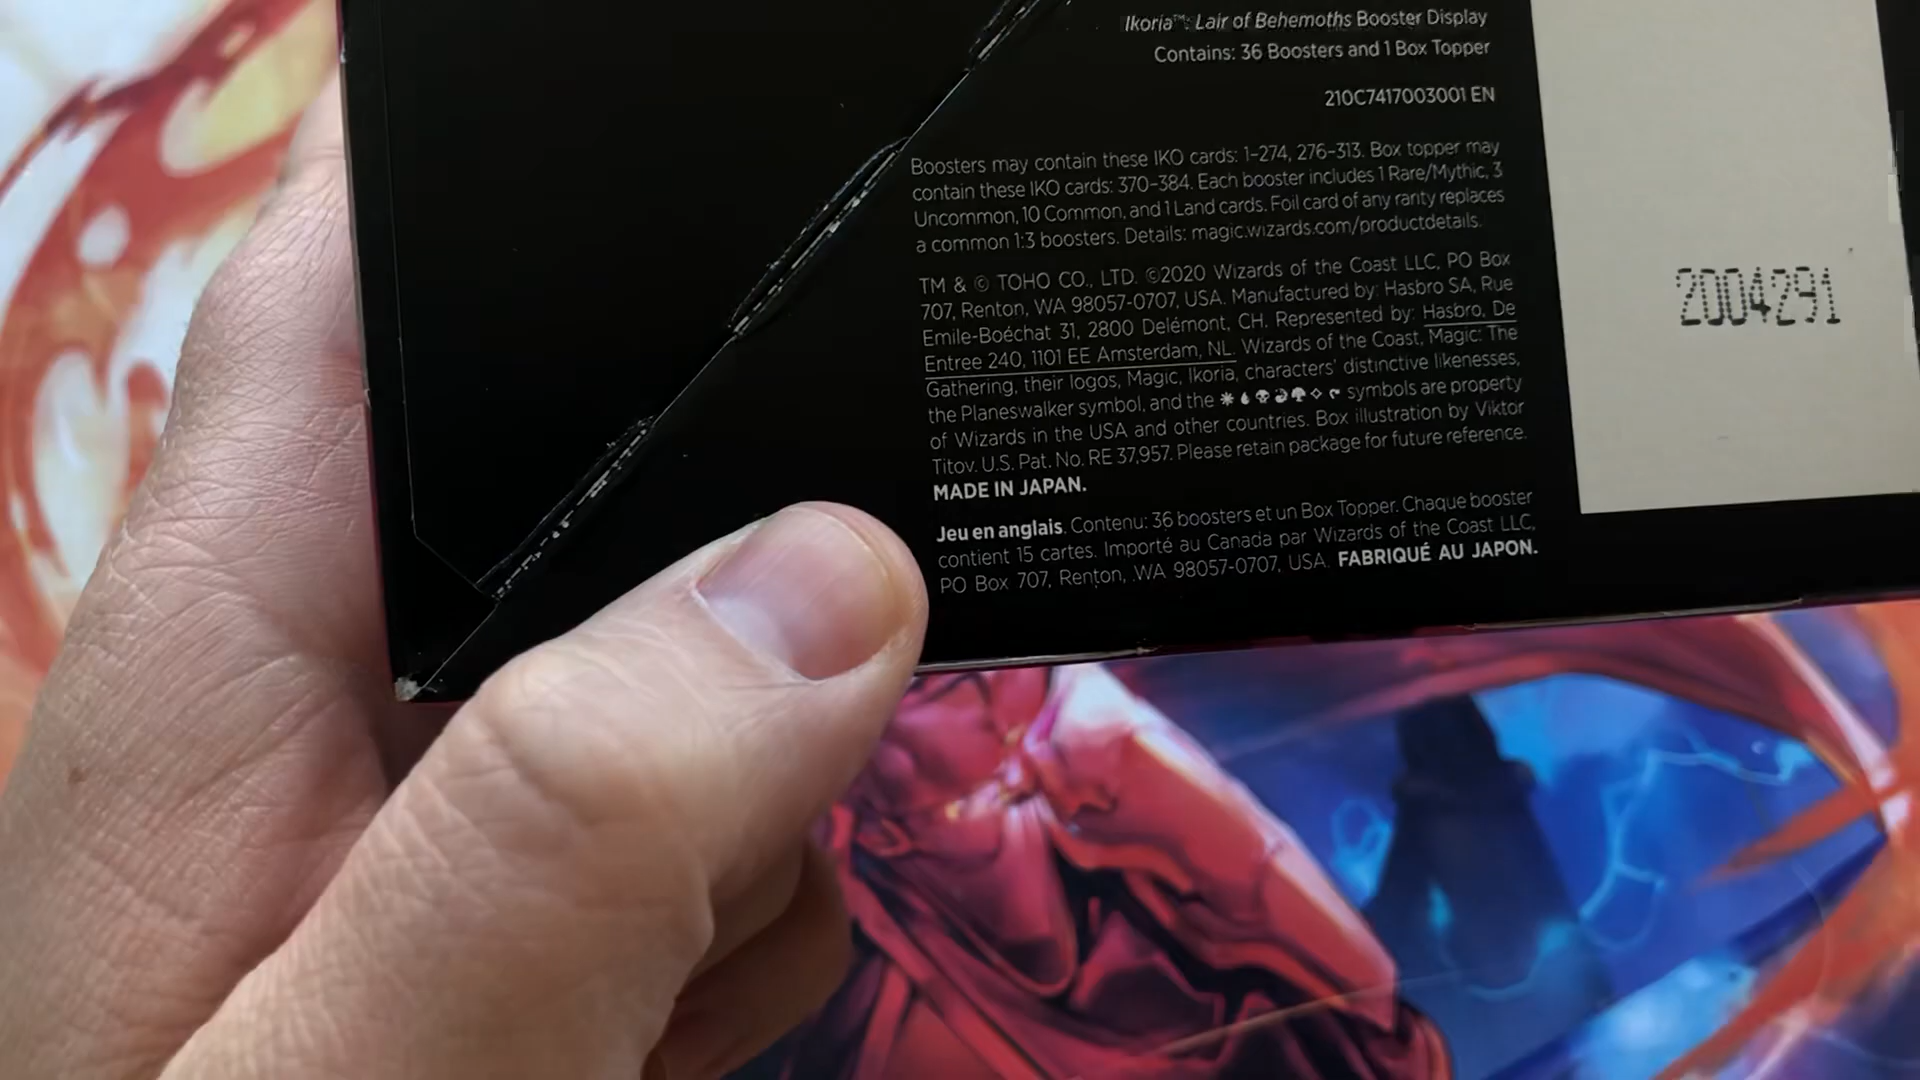 Ikoria™: Lair of Behemoths Booster Display
Contains: 36 Boosters and 1 Box Topper
210C7417003001 EN
Boosters may contain these IKO cards: 1-274, 276-313. Box topper may
contain these IKO cards: 370-384. Each booster includes 1 Rare/Mythic, 3
Uncommon, 10 Common, and 1 Land cards. Foil card of any rarity replaces
a common 1:3 boosters. Details: magic.wizards.com/productdetails.
TM & © TOHO CO., LTD. ©2020 Wizards of the Coast LLC, PO Box
707, Renton, WA 98057-0707, USA. Manufactured by: Hasbro SA, Rue
Emile-Boéchat 31, 2800 Delémont, CH. Represented by: Hasbro, De
Entree 240, 1101 EE Amsterdam, NL. Wizards of the Coast, Magic: The
Gathering, their logos, Magic, Ikoria, characters' distinctive likenesses,
the Planeswalker symbol, and the symbols are property
of Wizards in the USA and other countries. Box illustration by Viktor
Titov. U.S. Pat. No. RE 37,957. Please retain package for future reference.
MADE IN JAPAN.
Jeu en anglais. Contenu: 36 boosters et un Box Topper. Chaque booster
contient 15 cartes. Importé au Canada par Wizards of the Coast LLC,
PO Box 707, Renton, WA 98057-0707, USA. FABRIQUÉ AU JAPON.
2004291